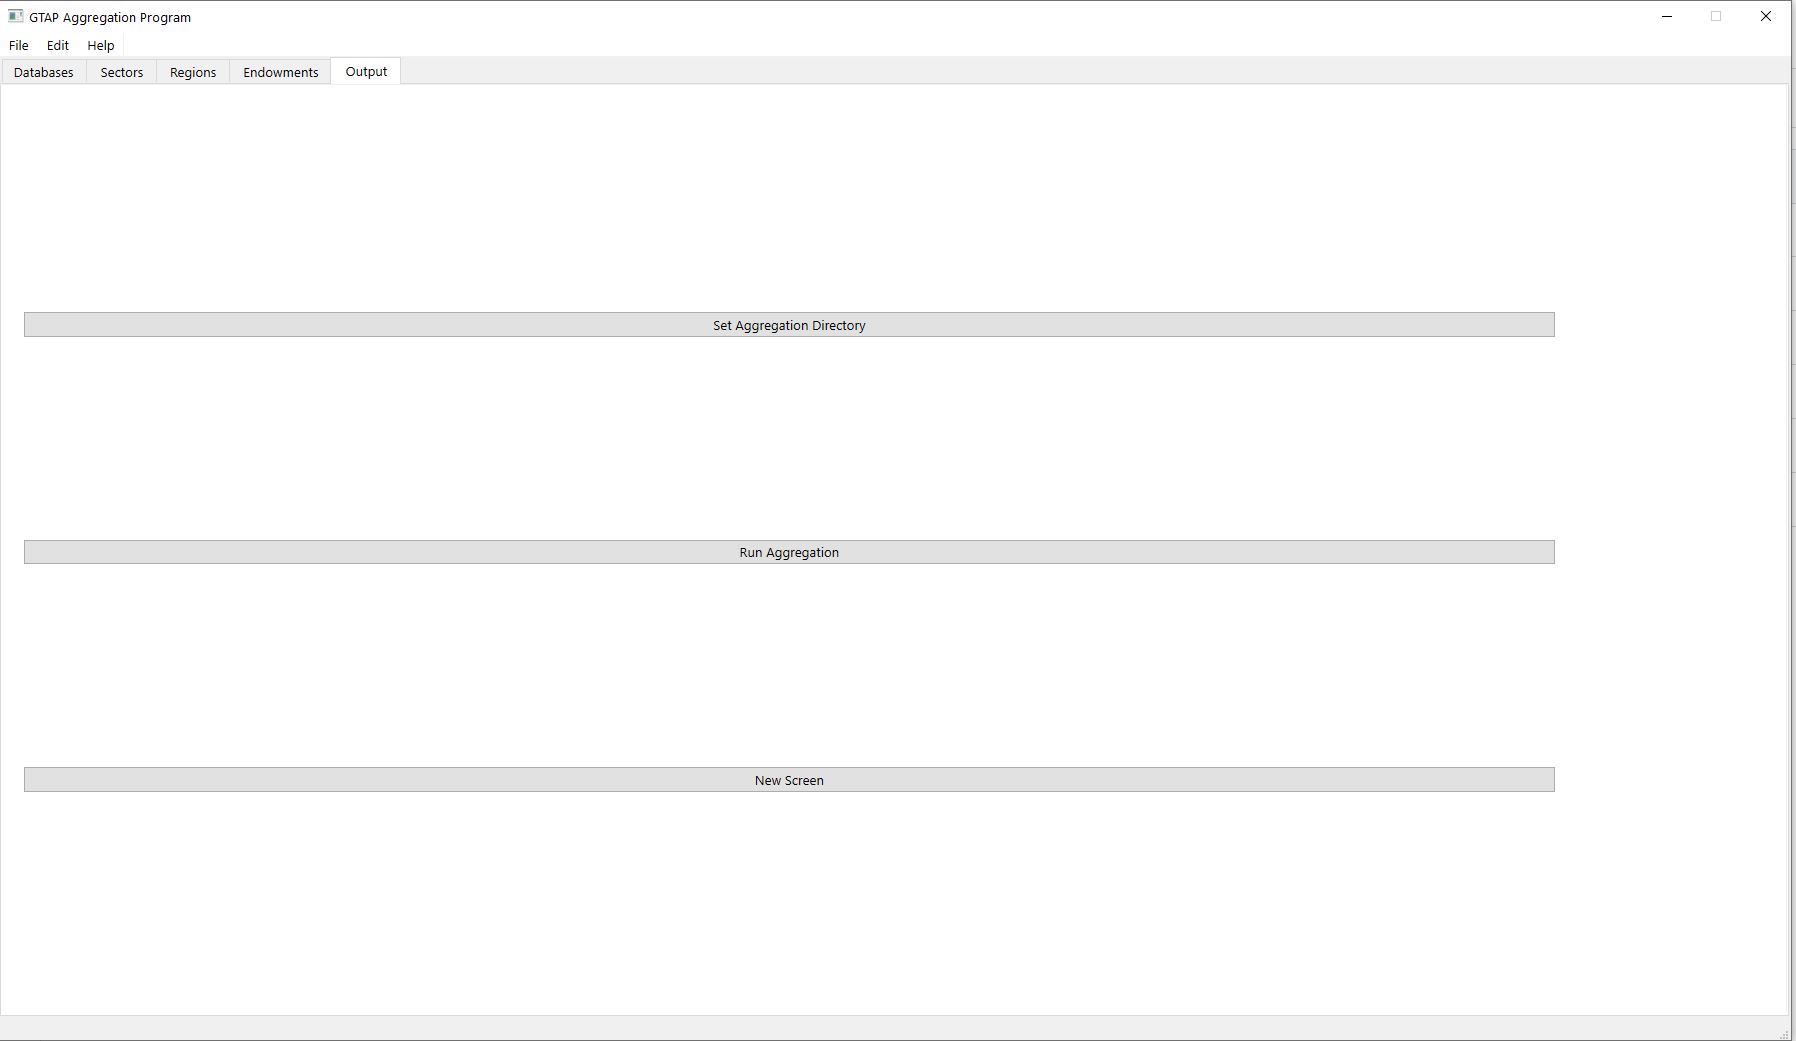 GTAP Aggregation Program
File Edit Help
Databases Sectors Regions Endowments Output
Set Aggregation Directory
Run Aggregation
New Screen